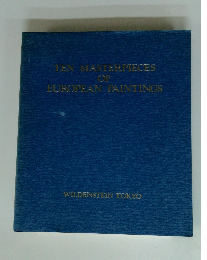 TEN MASTERPIECES
OF
EUROPEAN PAINTINGS
WILDENSTEIN TOKYO